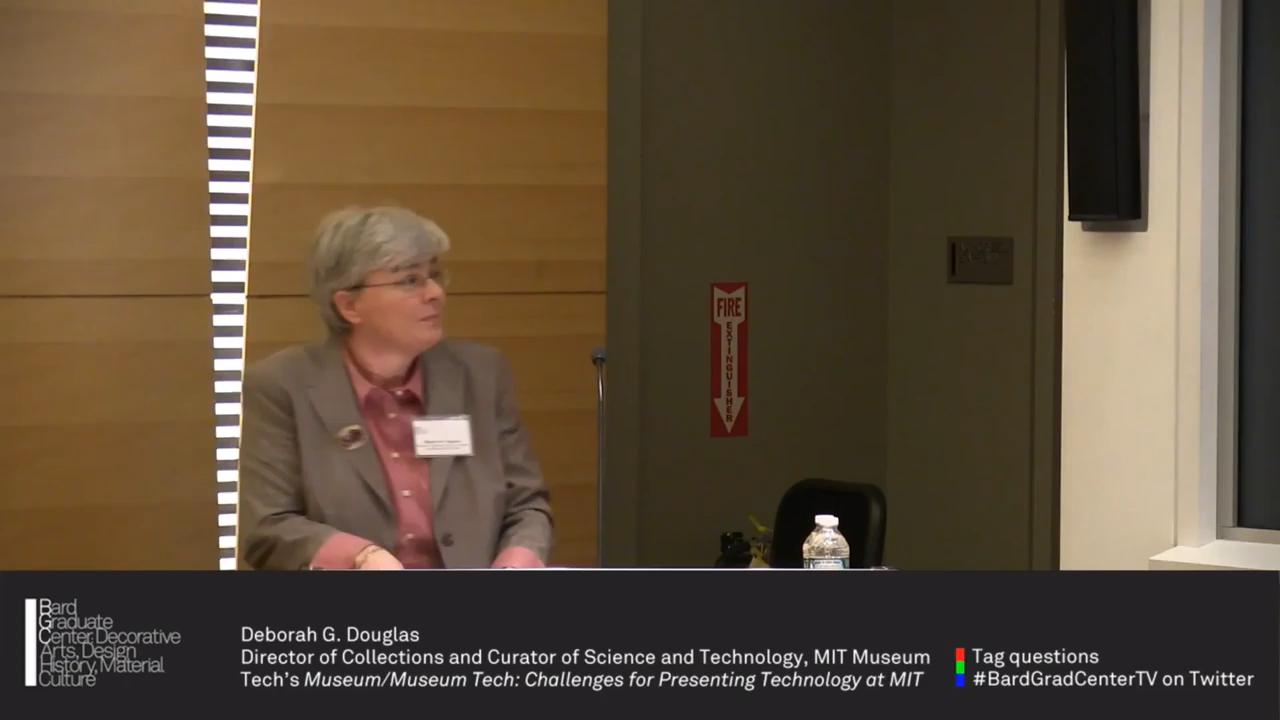 FIRE
EXTINGUISHER
Bard
Graduate
Center Decorative
Arts, Design
History, Material
Culture
Deborah G. Douglas
Director of Collections and Curator of Science and Technology, MIT Museum
Tech's Museum/Museum Tech: Challenges for Presenting Technology at MIT
Tag questions
#BardGradCenterTV on Twitter